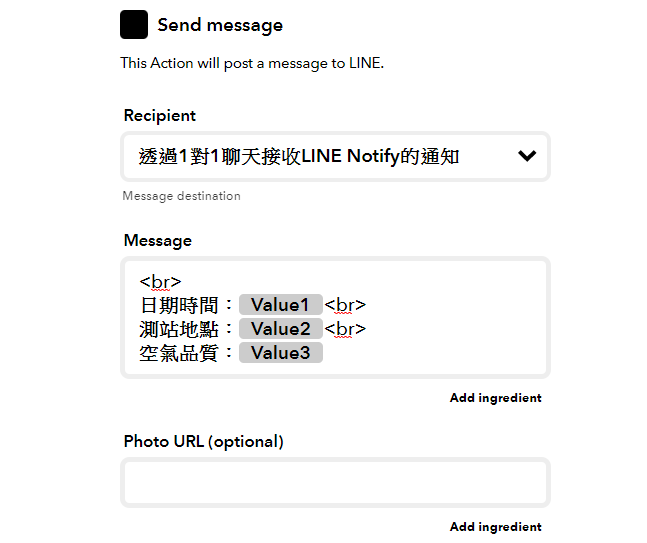 Send message
This Action will post a message to LINE.
Recipient
透過1對1聊天接收LINE Notify的通知
Message destination
Message
<br>
日期時間：Value1<br>
測站地點：Value2<br>
空氣品質：Value3
Add ingredient
Photo URL (optional)
Add ingredient